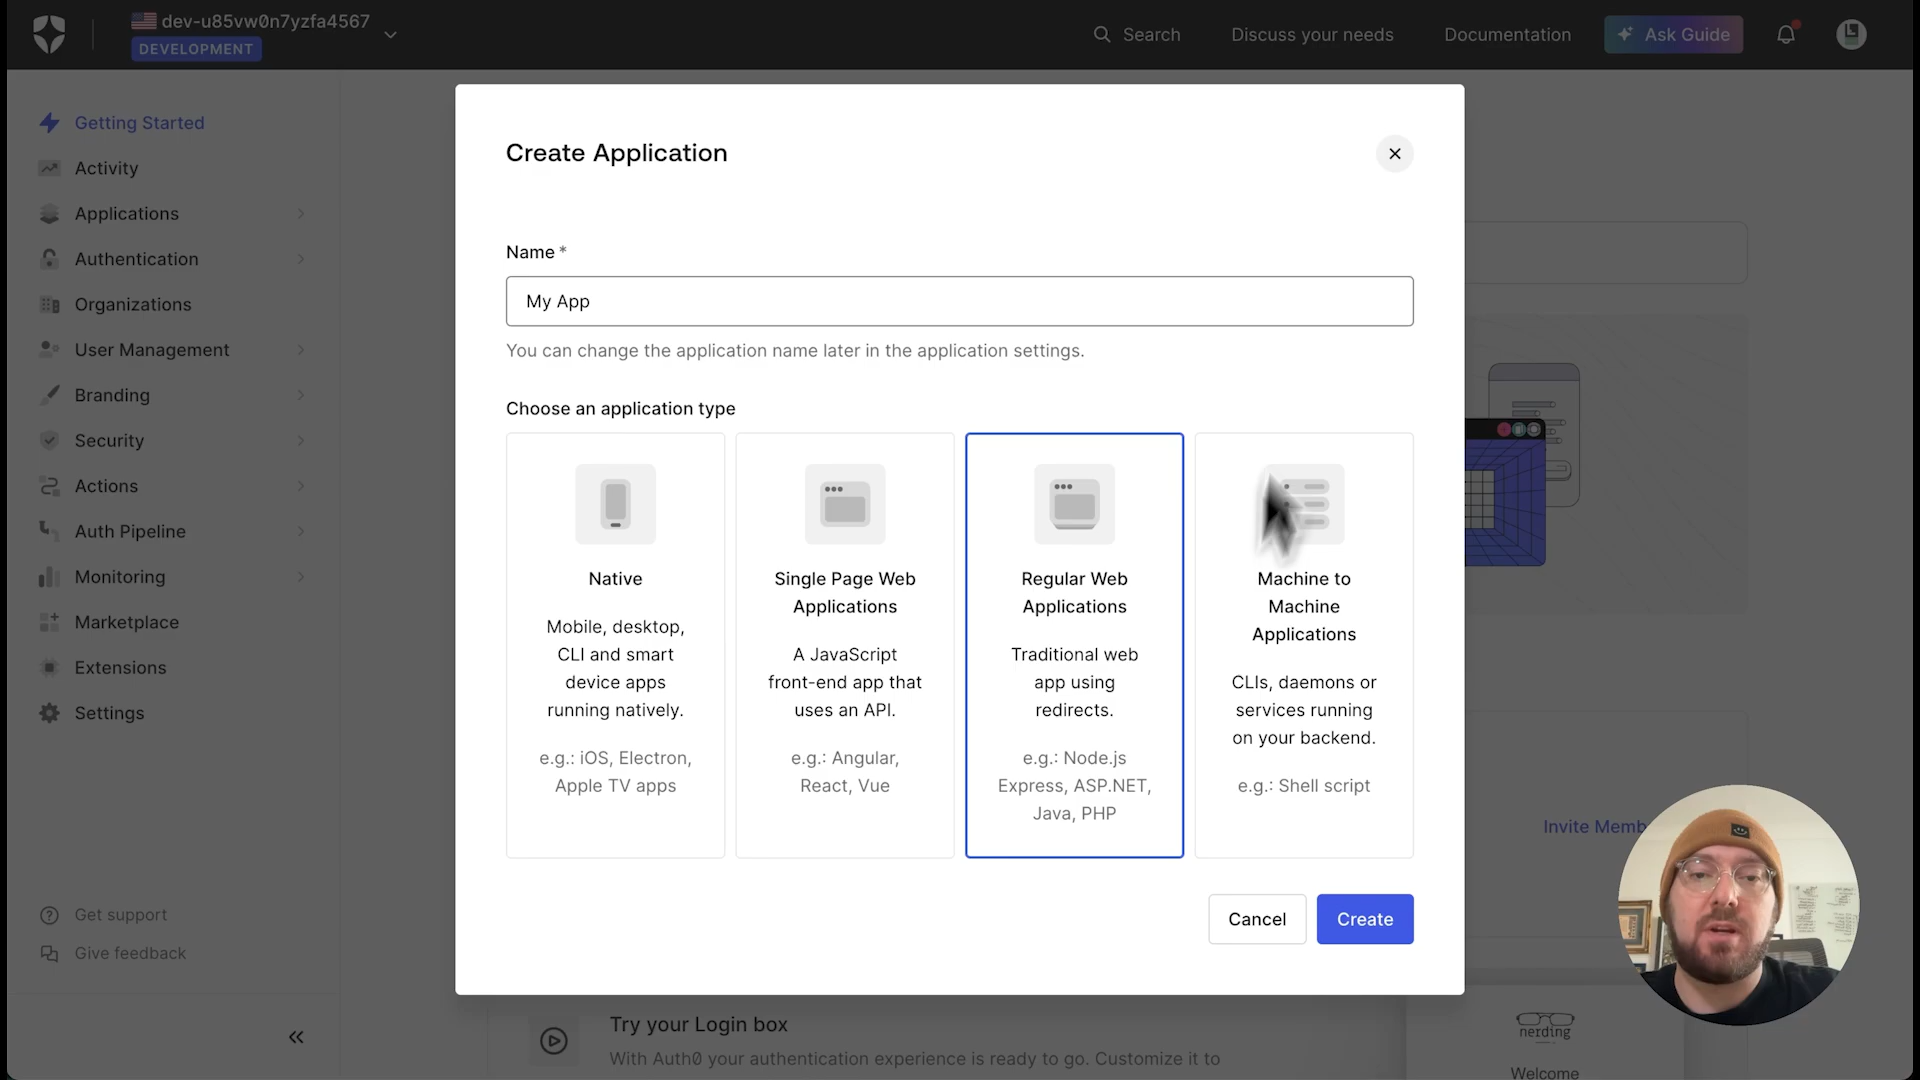 dev-u85vw0n7yzfa4567
DEVELOPMENT
Search
Discuss your needs
Documentation
Ask Guide
Getting Started
Activity
Applications
Authentication
Organizations
User Management
Branding
Security
Actions
Auth Pipeline
Monitoring
Marketplace
Extensions
Settings
Get support
Give feedback
Create Application
Name *
My App
You can change the application name later in the application settings.
Choose an application type
Native
Mobile, desktop,
CLI and smart
device apps
running natively.
e.g.: iOS, Electron,
Apple TV apps
Single Page Web
Applications
A JavaScript
front-end app that
uses an API.
e.g.: Angular,
React, Vue
Regular Web
Applications
Traditional web
app using
redirects.
e.g.: Node.js
Express, ASP.NET,
Java, PHP
Machine to
Machine
Applications
CLIs, daemons or
services running
on your backend.
e.g.: Shell script
Cancel
Create
Invite Memb
Try your Login box
With Auth0 your authentication experience is ready to go. Customize it to
nerding
Welcome